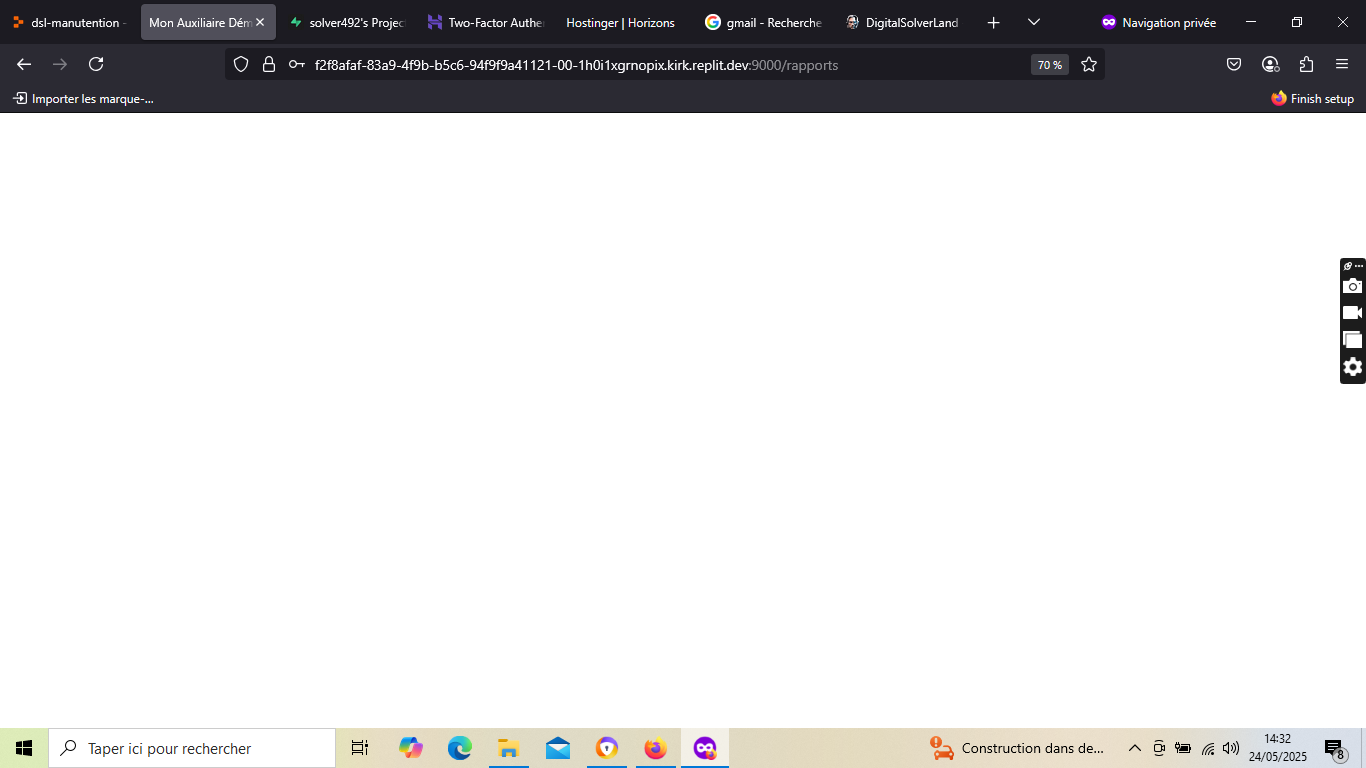 dsl-manutention -
Mon Auxiliaire Dém
solver492's Project
Two-Factor Authen
Hostinger | Horizons
gmail - Recherche
DigitalSolverLand
Navigation privée
f2f8afaf-83a9-4f9b-b5c6-94f9f9a41121-00-1h0i1xgrnopix.kirk.replit.dev:9000/rapports
70 %
Importer les marque-...
Finish setup
Taper ici pour rechercher
Construction dans de...
14:32
24/05/2025
8